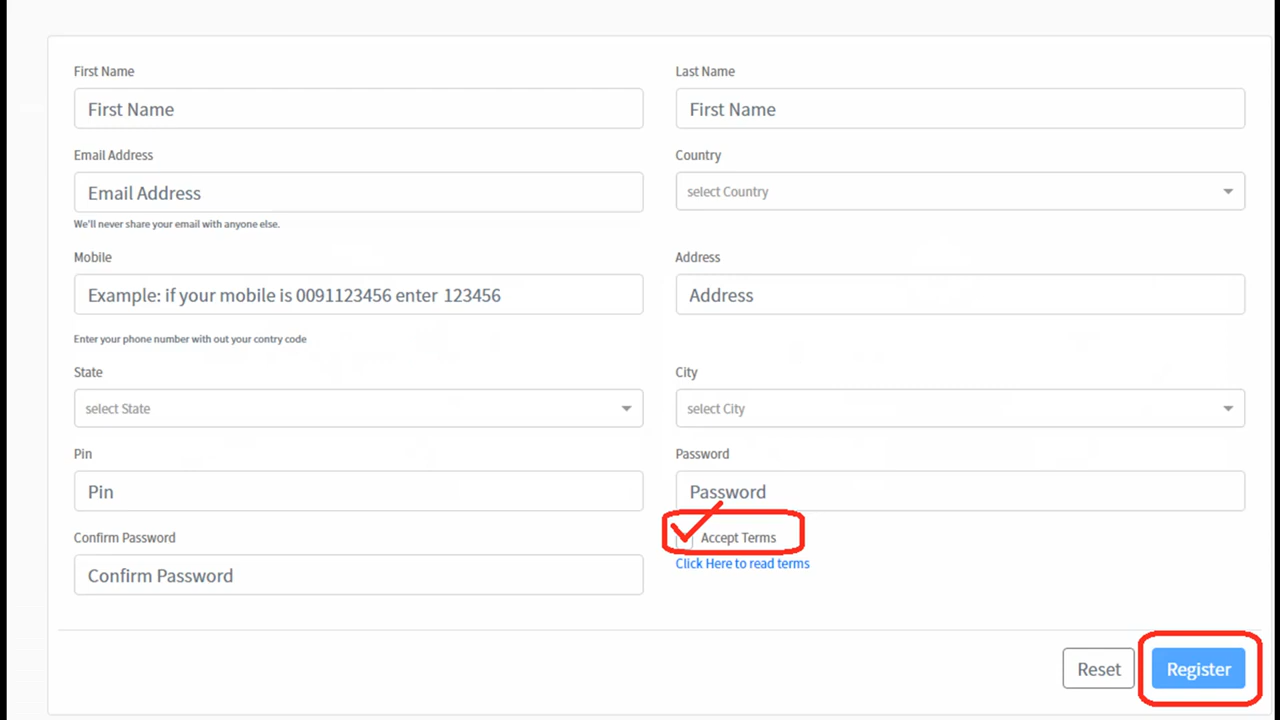 First Name
Last Name
First Name
First Name
Email Address
Country
Email Address
select Country
We'll never share your email with anyone else.
Mobile
Address
Example: if your mobile is 0091123456 enter 123456
Address
Enter your phone number with out your contry code
State
City
select State
select City
Pin
Password
Pin
Password
Confirm Password
Accept Terms
Confirm Password
Click Here to read terms
Reset
Register